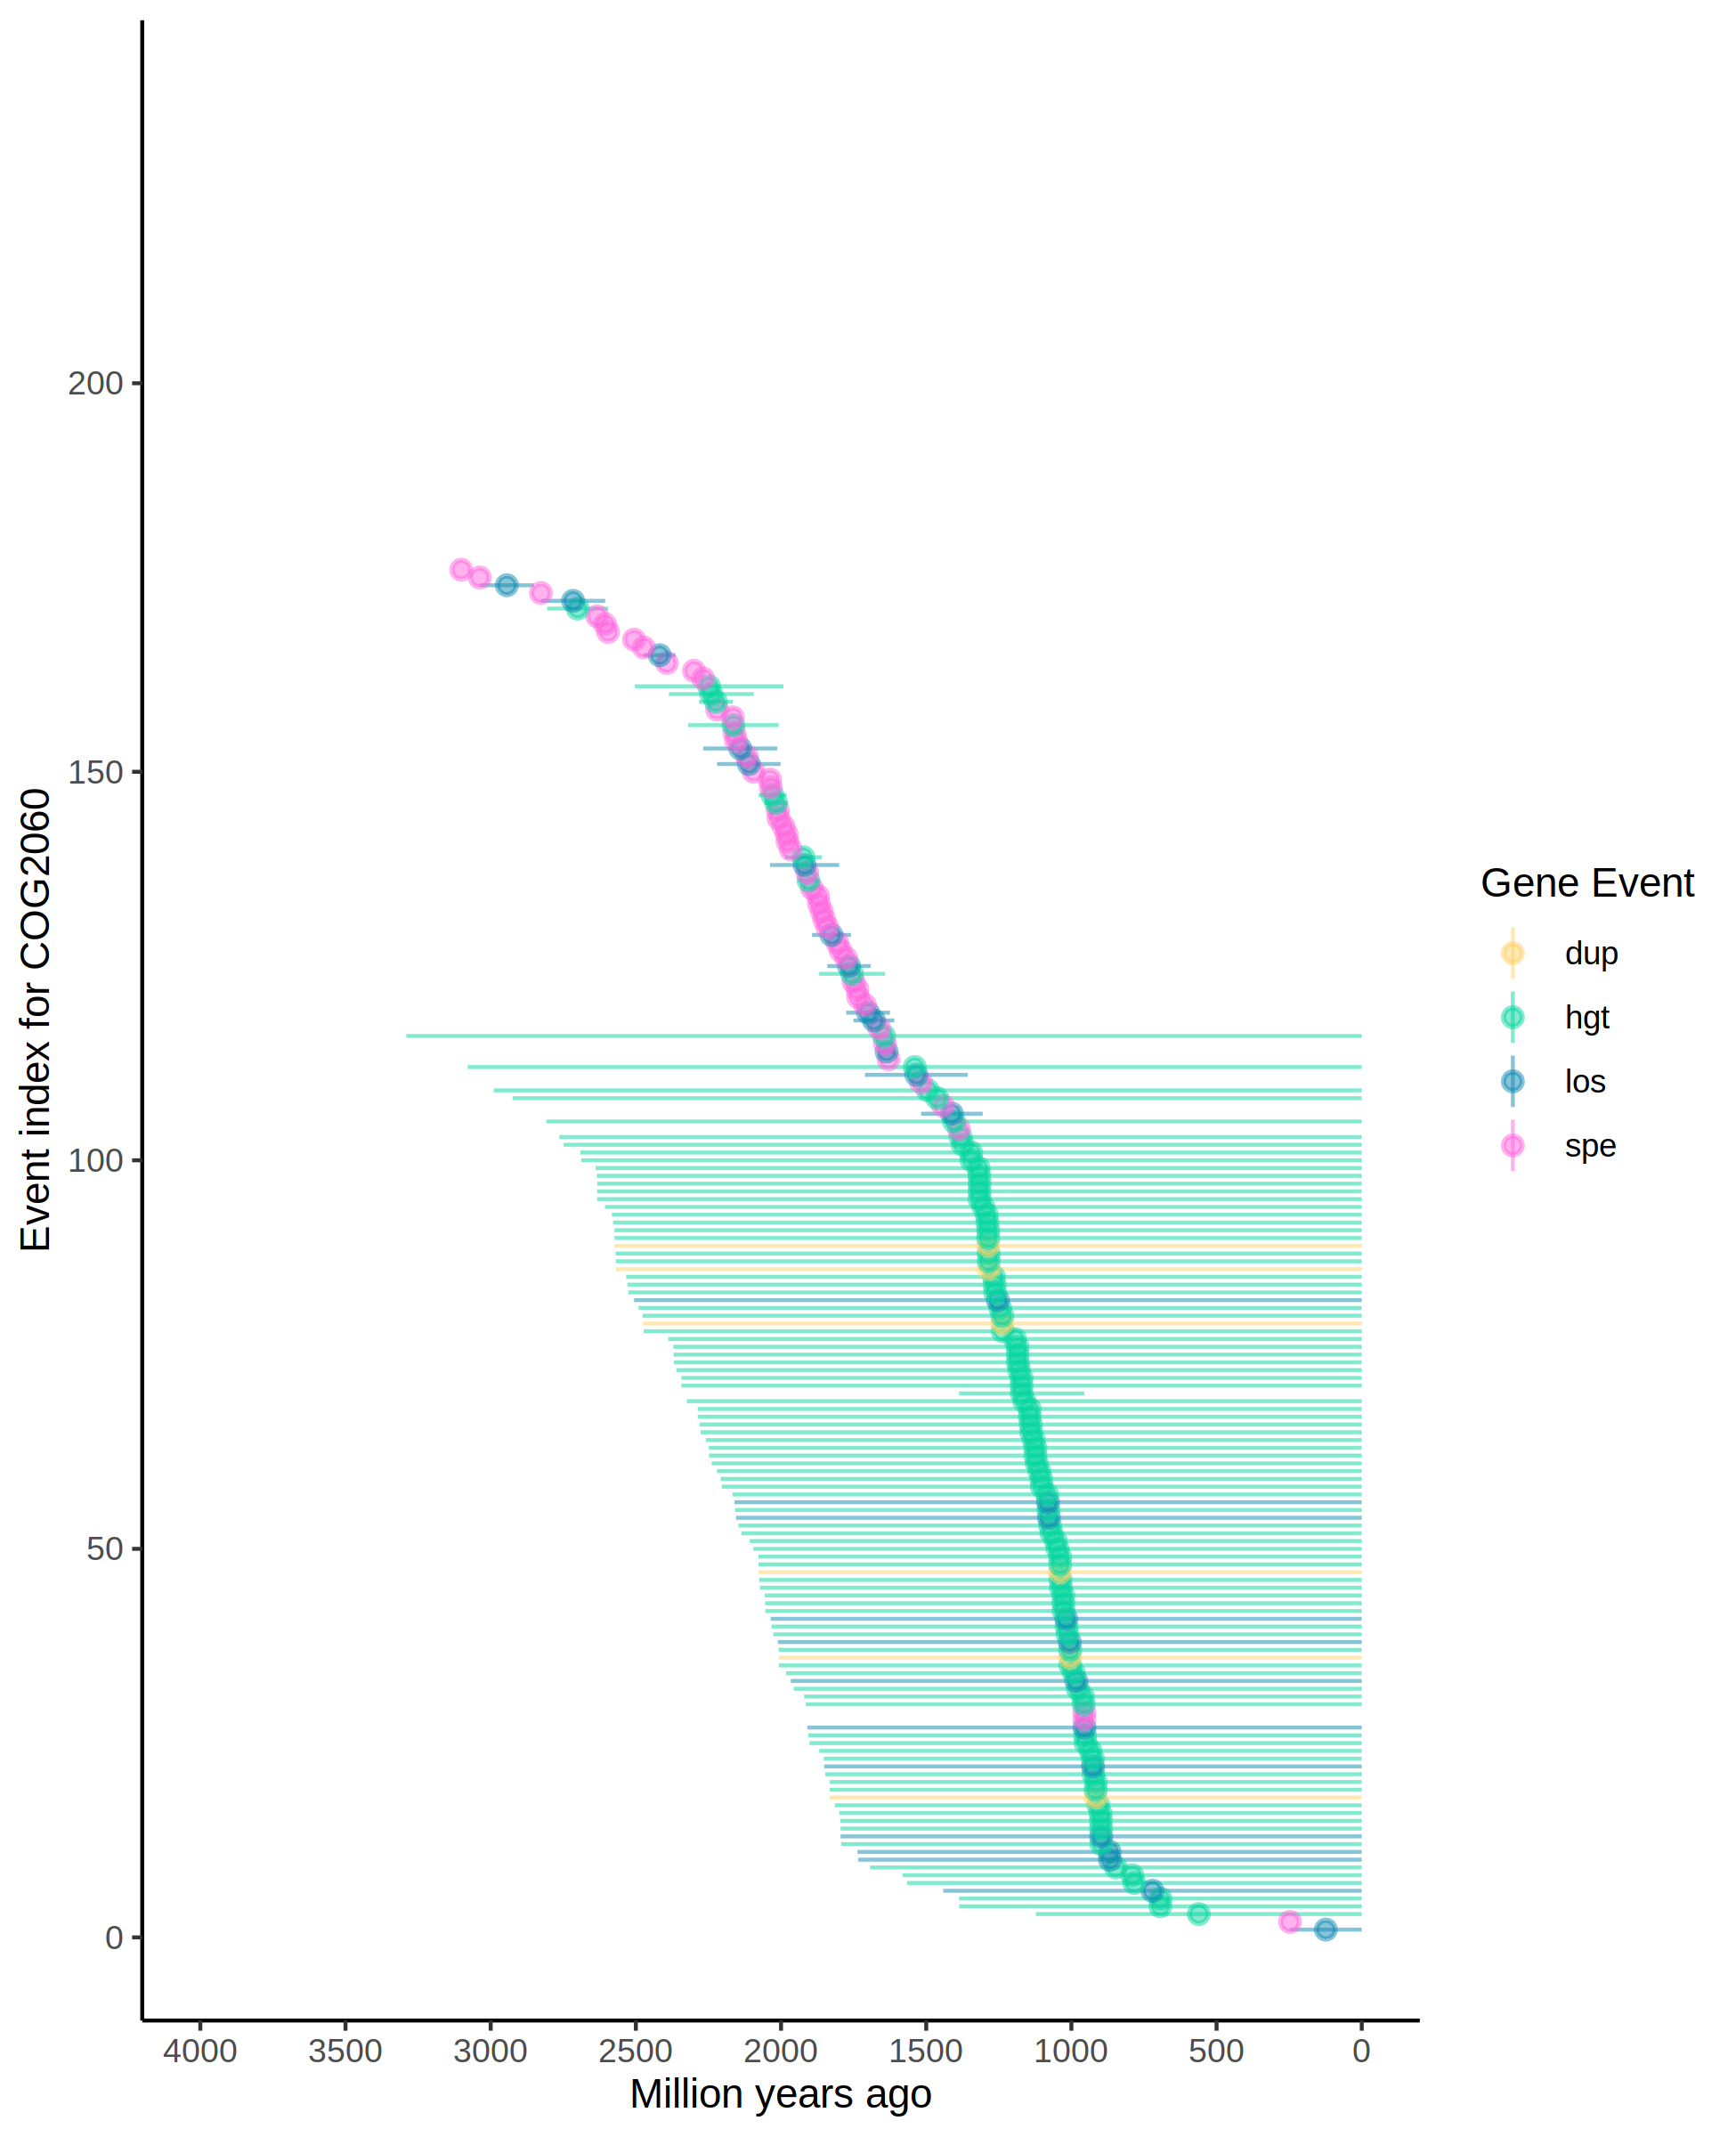 Event index for COG2060
200
150
100
50
0
4000 3500 3000 2500 2000 1500 1000 500 0
Million years ago
Gene Event
dup
hgt
los
spe